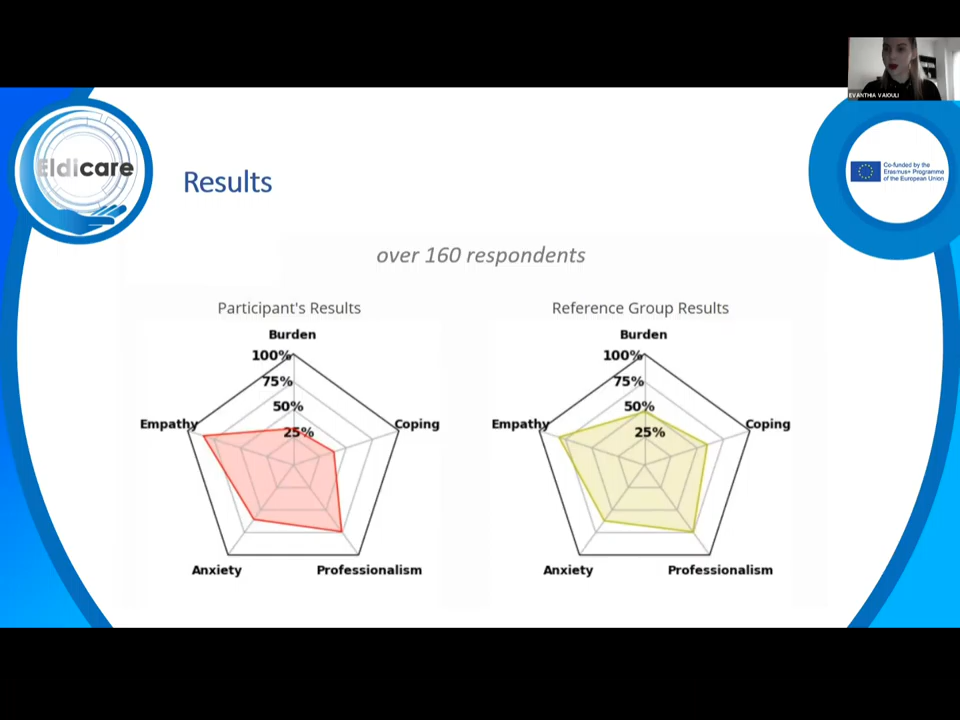 EVANTHIA VAIOULI
Eldicare
Co-funded by the
Erasmus+ Programme
of the European Union
Results
over 160 respondents
Participant's Results
Burden
100%
75%
50%
25%
Empathy
Coping
Anxiety
Professionalism
Reference Group Results
Burden
100%
75%
50%
25%
Empathy
Coping
Anxiety
Professionalism